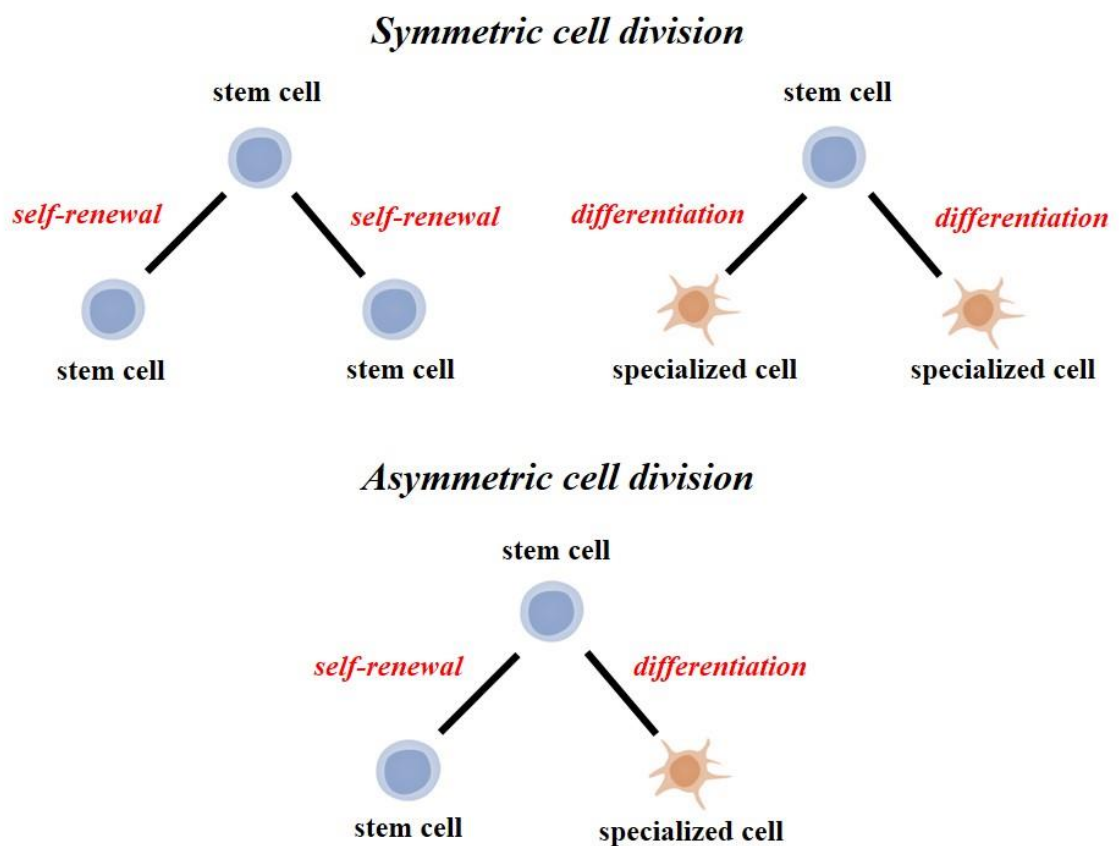 Symmetric cell division
stem cell
stem cell
self-renewal
self-renewal
differentiation
differentiation
stem cell
stem cell
specialized cell
specialized cell
Asymmetric cell division
stem cell
self-renewal
differentiation
stem cell
specialized cell